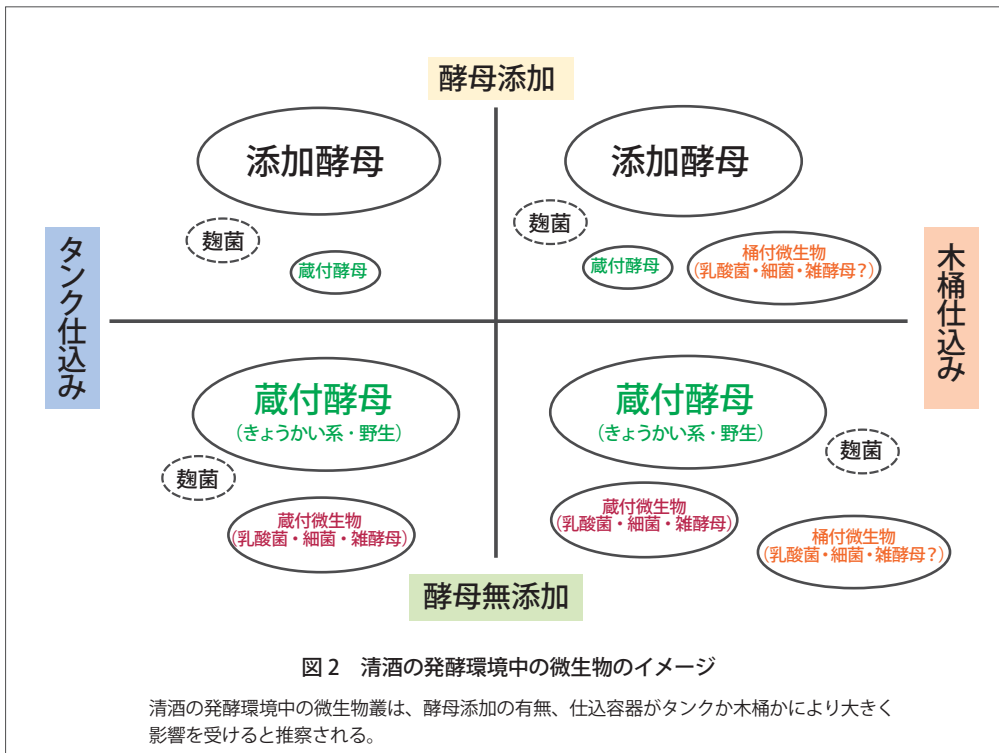 酵母添加
添加酵母
添加酵母
麹菌
麹菌
蔵付酵母
蔵付酵母
桶付微生物
(乳酸菌・細菌・雑酵母？)
タンク仕込み
木桶仕込み
蔵付酵母
(きょうかい系・野生)
蔵付酵母
(きょうかい系・野生)
麹菌
麹菌
蔵付微生物
(乳酸菌・細菌・雑酵母)
蔵付微生物
(乳酸菌・細菌・雑酵母)
桶付微生物
(乳酸菌・細菌・雑酵母？)
酵母無添加
図 2　清酒の発酵環境中の微生物のイメージ
清酒の発酵環境中の微生物叢は、酵母添加の有無、仕込容器がタンクか木桶かにより大きく
影響を受けると推察される。